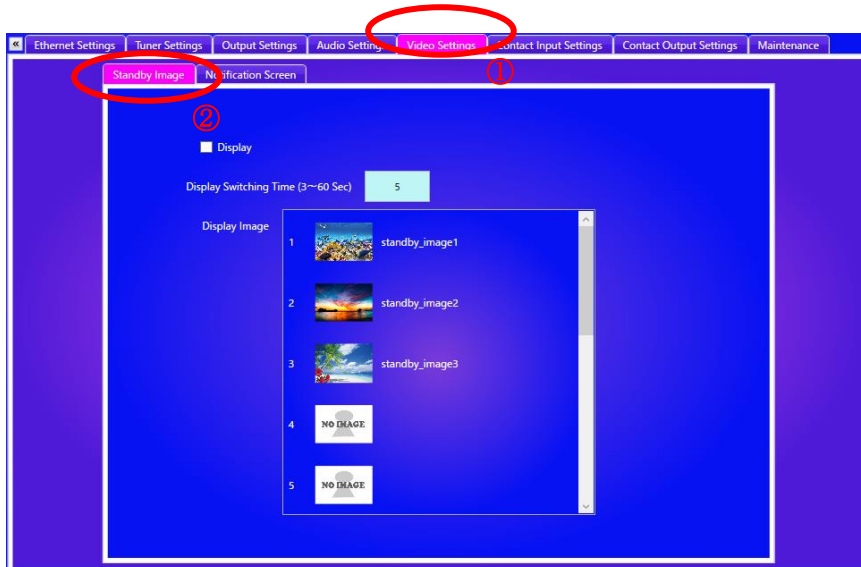 « Ethernet Settings Tuner Settings Output Settings Audio Settings Video Settings Contact Input Settings Contact Output Settings Maintenance
Standby Image Notification Screen
①
②
Display
Display Switching Time (3～60 Sec) 5
Display Image
1 standby_image1
2 standby_image2
3 standby_image3
4 NO IMAGE
5 NO IMAGE